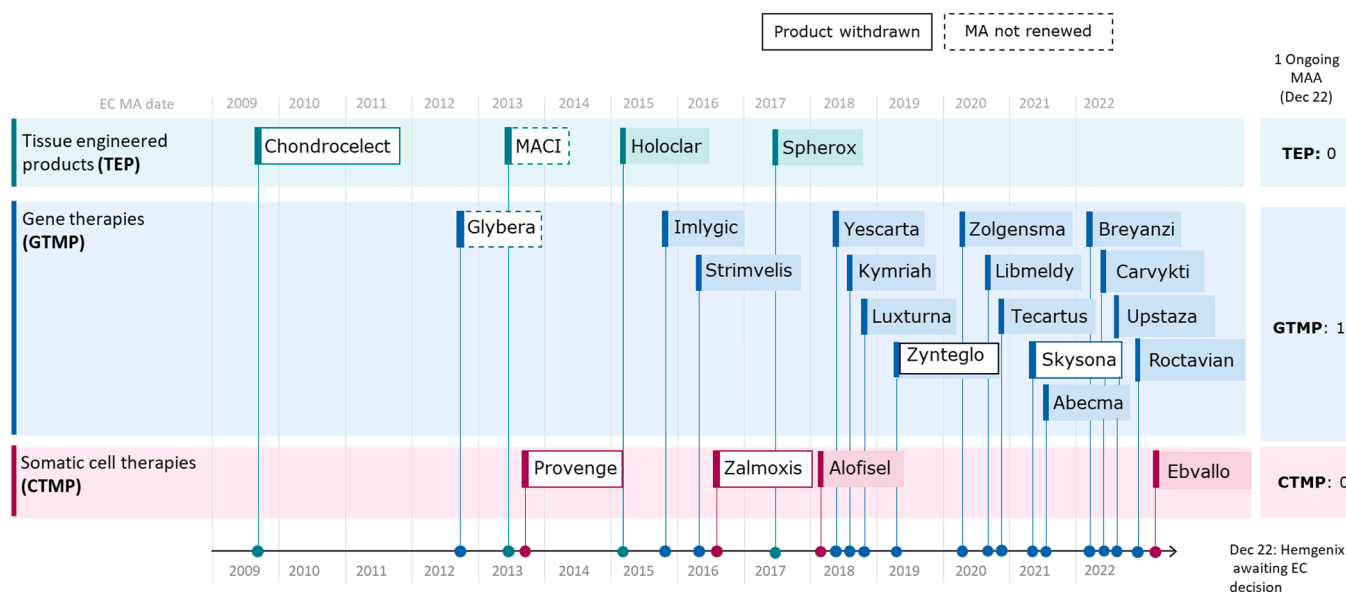 Product withdrawn
MA not renewed
1 Ongoing
MAA
(Dec 22)
EC MA date 2009 2010 2011 2012 2013 2014 2015 2016 2017 2018 2019 2020 2021 2022
Tissue engineered
products (TEP)
Chondrocelect
MACI
Holoclar
Spherox
TEP: 0
Gene therapies
(GTMP)
Glybera
Imlygic
Yescarta
Zolgensma
Breyanzi
Strimvelis
Kymriah
Libmeldy
Carvykti
Luxturna
Tecartus
Upstaza
GTMP: 1
Zynteglo
Skysona
Roctavian
Abecma
Somatic cell therapies
(CTMP)
Provenge
Zalmoxis
Alofisel
Ebvallo
CTMP: 0
2009 2010 2011 2012 2013 2014 2015 2016 2017 2018 2019 2020 2021 2022
Dec 22: Hemgenix
awaiting EC
decision